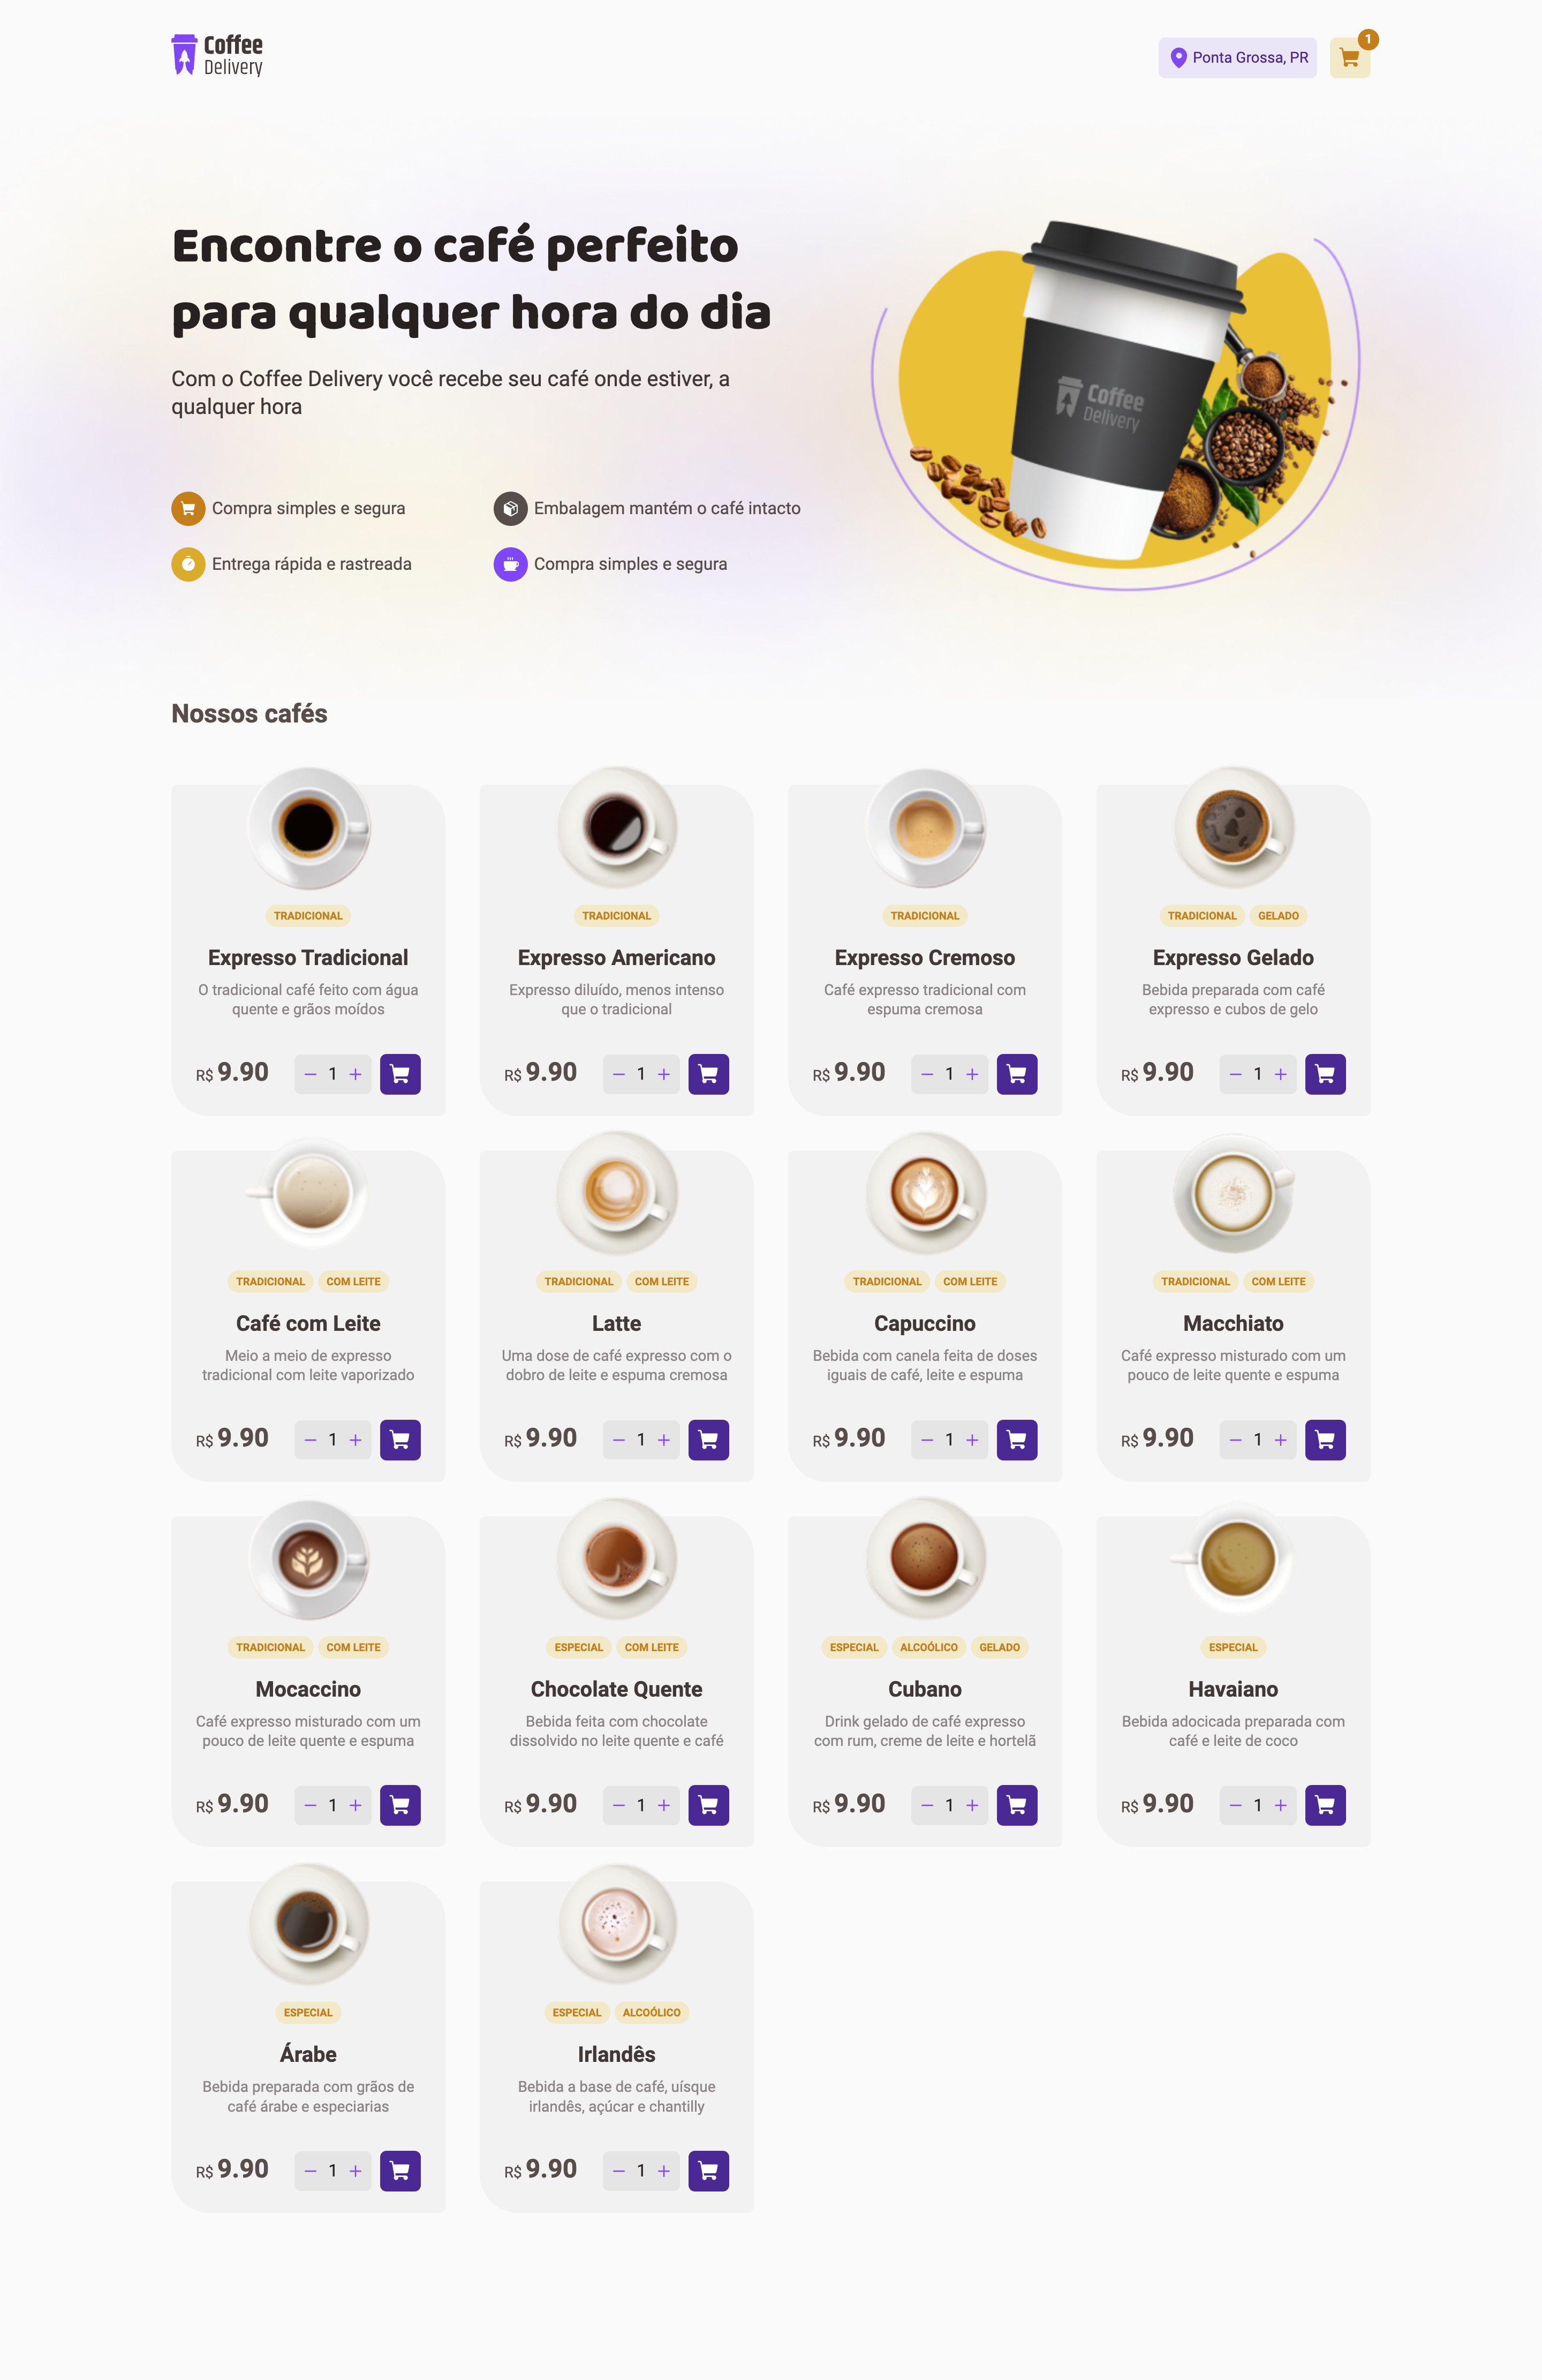 Coffee
Delivery
Ponta Grossa, PR
1
Encontre o café perfeito
para qualquer hora do dia
Com o Coffee Delivery você recebe seu café onde estiver, a
qualquer hora
Compra simples e segura
Embalagem mantém o café intacto
Entrega rápida e rastreada
Compra simples e segura
Coffee
Delivery
Nossos cafés
TRADICIONAL
Expresso Tradicional
O tradicional café feito com água
quente e grãos moídos
R$ 9.90 − 1 +
TRADICIONAL
Expresso Americano
Expresso diluído, menos intenso
que o tradicional
R$ 9.90 − 1 +
TRADICIONAL
Expresso Cremoso
Café expresso tradicional com
espuma cremosa
R$ 9.90 − 1 +
TRADICIONAL GELADO
Expresso Gelado
Bebida preparada com café
expresso e cubos de gelo
R$ 9.90 − 1 +
TRADICIONAL COM LEITE
Café com Leite
Meio a meio de expresso
tradicional com leite vaporizado
R$ 9.90 − 1 +
TRADICIONAL COM LEITE
Latte
Uma dose de café expresso com o
dobro de leite e espuma cremosa
R$ 9.90 − 1 +
TRADICIONAL COM LEITE
Capuccino
Bebida com canela feita de doses
iguais de café, leite e espuma
R$ 9.90 − 1 +
TRADICIONAL COM LEITE
Macchiato
Café expresso misturado com um
pouco de leite quente e espuma
R$ 9.90 − 1 +
TRADICIONAL COM LEITE
Mocaccino
Café expresso misturado com um
pouco de leite quente e espuma
R$ 9.90 − 1 +
ESPECIAL COM LEITE
Chocolate Quente
Bebida feita com chocolate
dissolvido no leite quente e café
R$ 9.90 − 1 +
ESPECIAL ALCOÓLICO GELADO
Cubano
Drink gelado de café expresso
com rum, creme de leite e hortelã
R$ 9.90 − 1 +
ESPECIAL
Havaiano
Bebida adocicada preparada com
café e leite de coco
R$ 9.90 − 1 +
ESPECIAL
Árabe
Bebida preparada com grãos de
café árabe e especiarias
R$ 9.90 − 1 +
ESPECIAL ALCOÓLICO
Irlandês
Bebida a base de café, uísque
irlandês, açúcar e chantilly
R$ 9.90 − 1 +